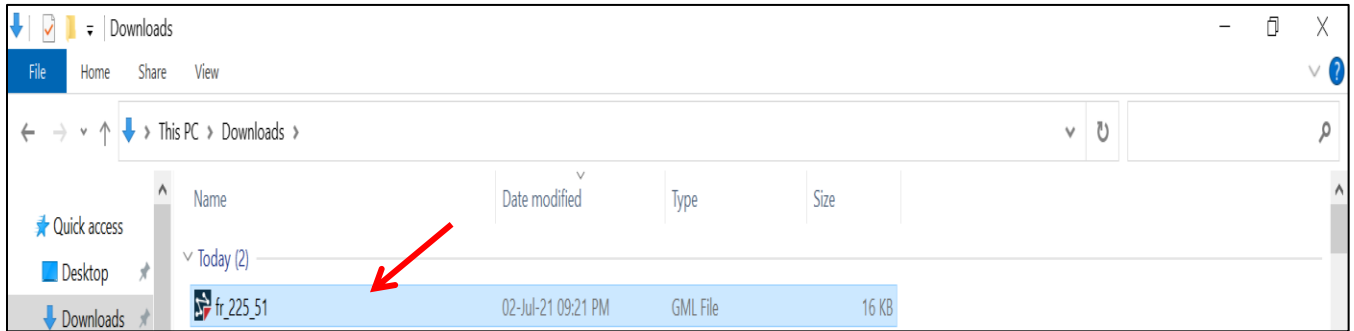 Downloads
File Home Share View
This PC > Downloads >
Name Date modified Type Size
Quick access
Today (2)
Desktop
fr_225_51 02-Jul-21 09:21 PM GML File 16 KB
Downloads